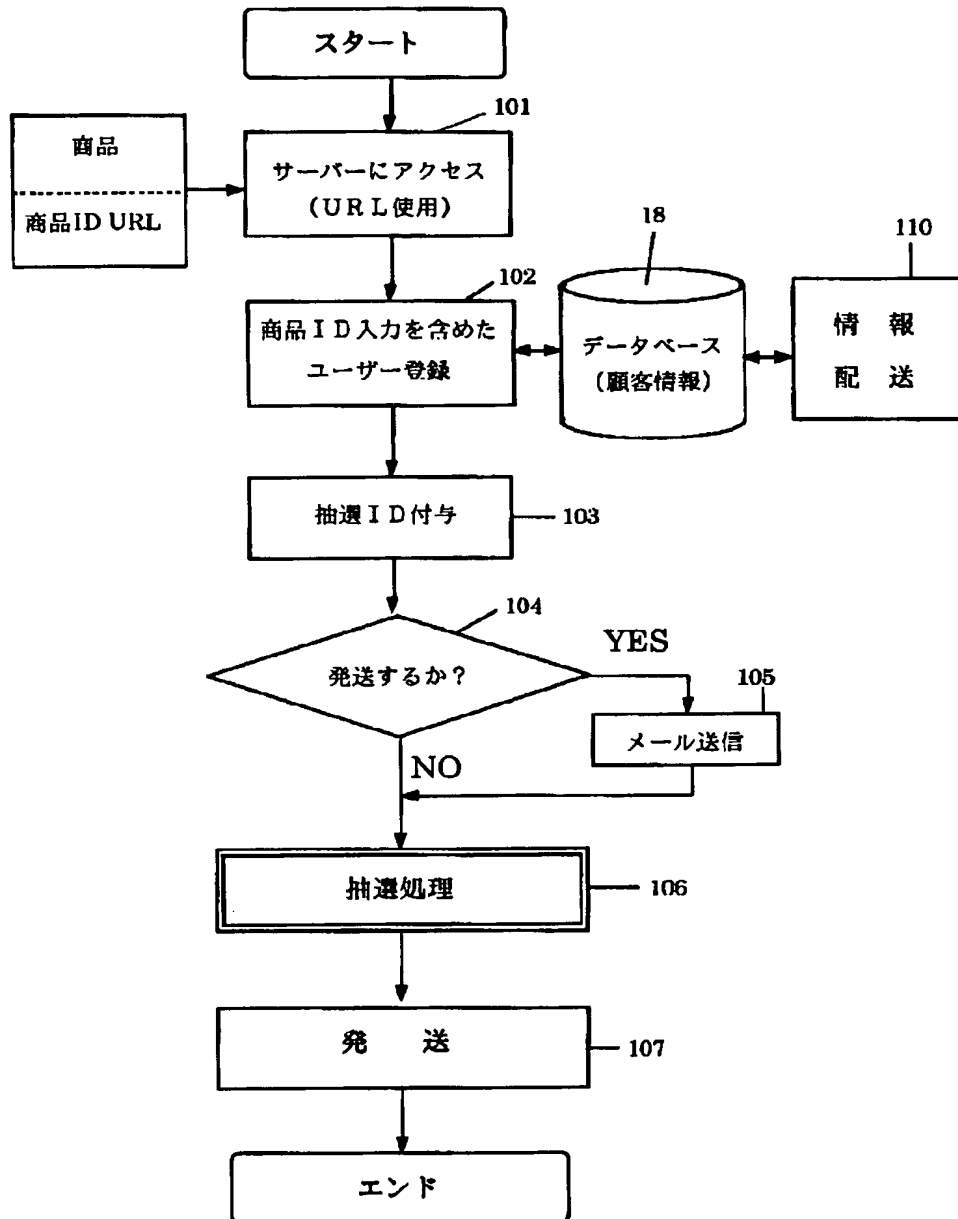 スタート
101
商品
商品ID URL
サーバーにアクセス
(URL使用)
102
商品ID入力を含めた
ユーザー登録
18
データベース
(顧客情報)
110
情 報
配 送
抽選ID付与
103
104
発送するか?
YES
105
メール送信
NO
抽選処理
106
発 送
107
エンド